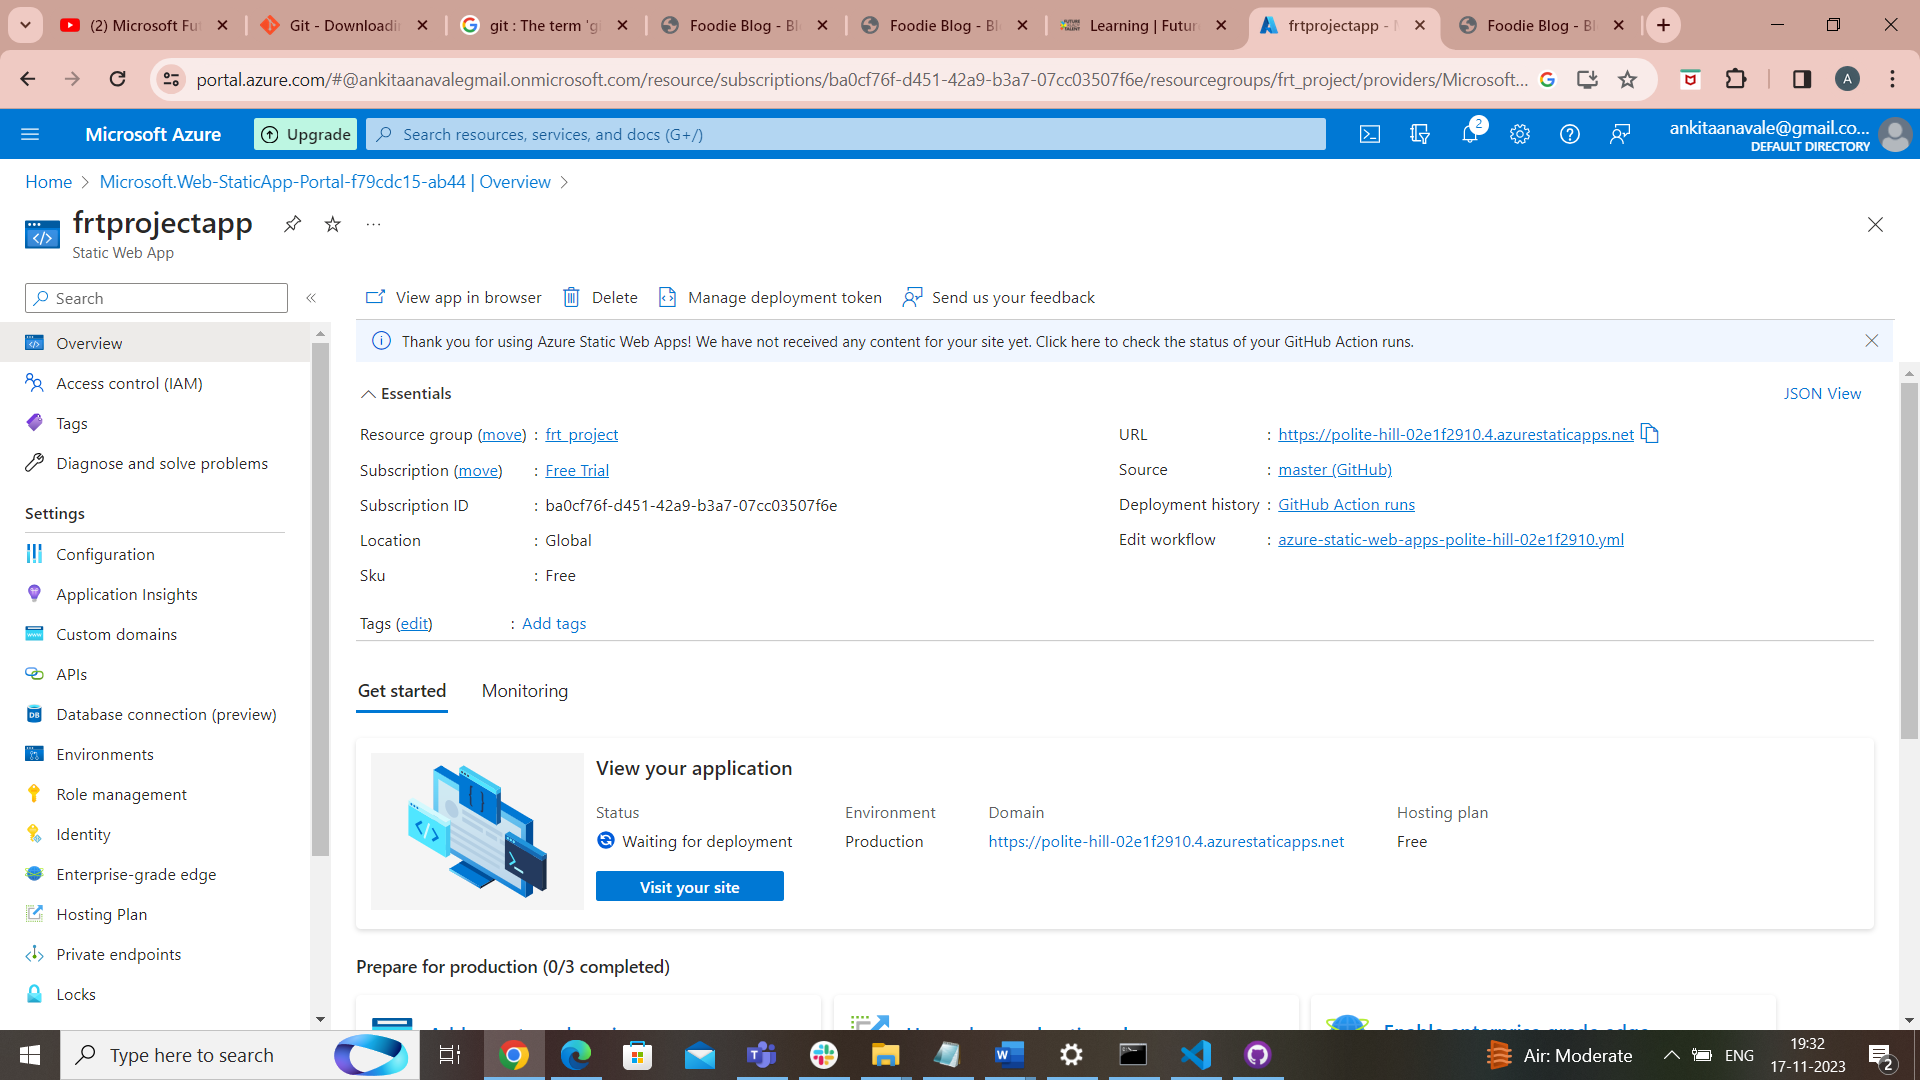 (2) Microsoft Fu
Git - Downloadin
git : The term 'g
Foodie Blog - Bl
Foodie Blog - Bl
Learning | Futur
frtprojectapp -
Foodie Blog - Bl
portal.azure.com/#@ankitaanavalegmail.onmicrosoft.com/resource/subscriptions/ba0cf76f-d451-42a9-b3a7-07cc03507f6e/resourcegroups/frt_project/providers/Microsoft...
A
Microsoft Azure
Upgrade
Search resources, services, and docs (G+/)
2
ankitaanavale@gmail.co...
DEFAULT DIRECTORY
Home > Microsoft.Web-StaticApp-Portal-f79cdc15-ab44 | Overview >
frtprojectapp
Static Web App
Search
View app in browser
Delete
Manage deployment token
Send us your feedback
Thank you for using Azure Static Web Apps! We have not received any content for your site yet. Click here to check the status of your GitHub Action runs.
Overview
Access control (IAM)
Tags
Diagnose and solve problems
Settings
Configuration
Application Insights
Custom domains
APIs
Database connection (preview)
Environments
Role management
Identity
Enterprise-grade edge
Hosting Plan
Private endpoints
Locks
Essentials
JSON View
Resource group (move) : frt_project
Subscription (move) : Free Trial
Subscription ID : ba0cf76f-d451-42a9-b3a7-07cc03507f6e
Location : Global
Sku : Free
Tags (edit) : Add tags
URL : https://polite-hill-02e1f2910.4.azurestaticapps.net
Source : master (GitHub)
Deployment history : GitHub Action runs
Edit workflow : azure-static-web-apps-polite-hill-02e1f2910.yml
Get started
Monitoring
View your application
Status
Environment
Domain
Hosting plan
Waiting for deployment
Production
https://polite-hill-02e1f2910.4.azurestaticapps.net
Free
Visit your site
Prepare for production (0/3 completed)
Enable enterprise-grade edge
Type here to search
Air: Moderate
ENG
19:32
17-11-2023
2